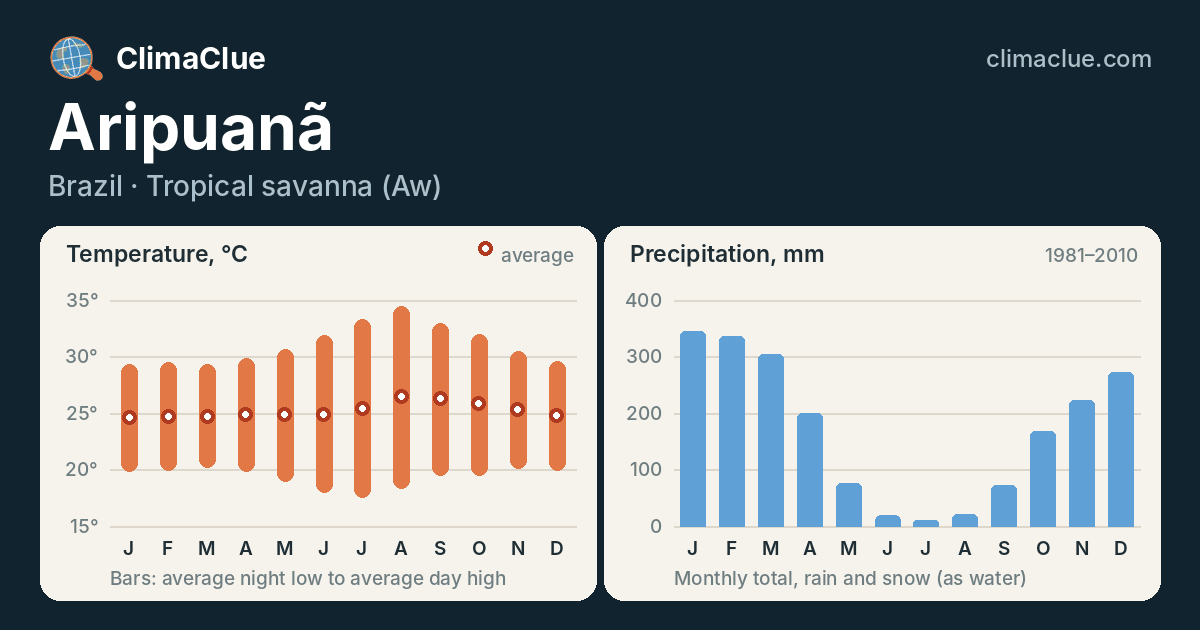 ClimaClue
climaclue.com
Aripuanã
Brazil · Tropical savanna (Aw)
Temperature, °C
average
35°
30°
25°
20°
15°
J F M A M J J A S O N D
Bars: average night low to average day high
Precipitation, mm
1981–2010
400
300
200
100
0
J F M A M J J A S O N D
Monthly total, rain and snow (as water)